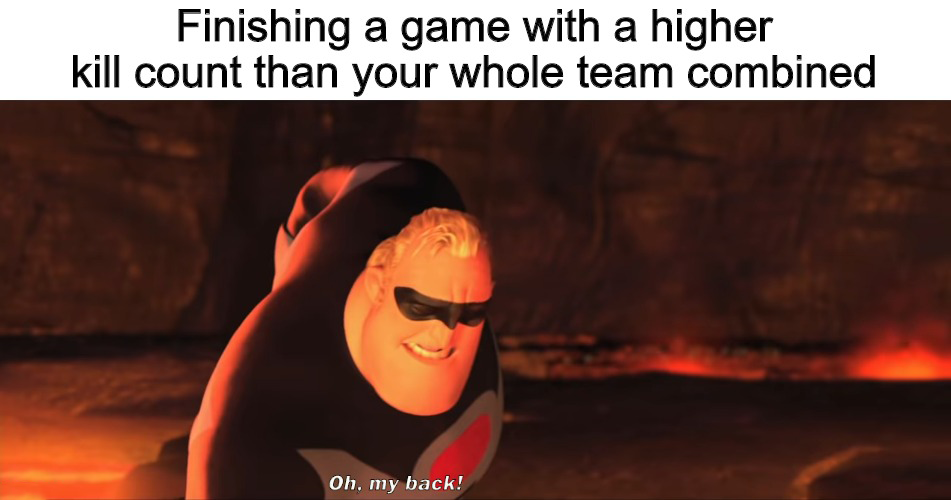 Finishing a game with a higher
kill count than your whole team combined
Oh, my back!